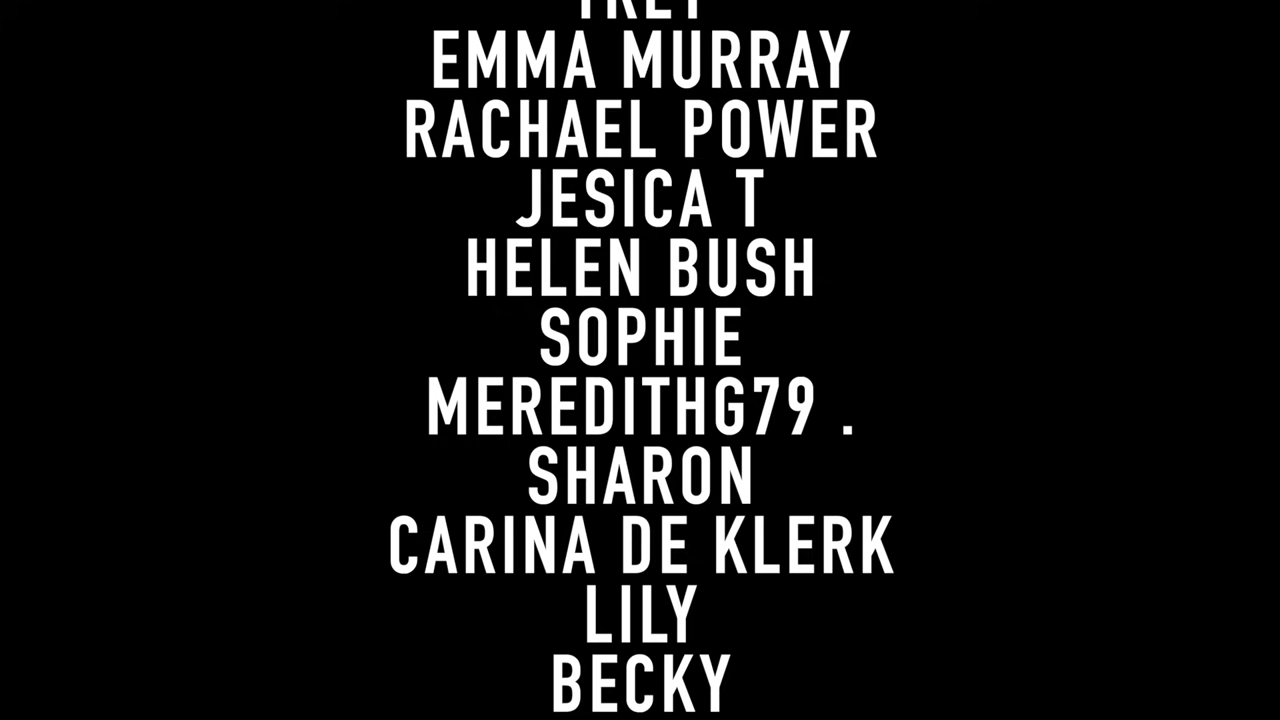 EMMA MURRAY
RACHAEL POWER
JESICA T
HELEN BUSH
SOPHIE
MEREDITHG79 .
SHARON
CARINA DE KLERK
LILY
BECKY